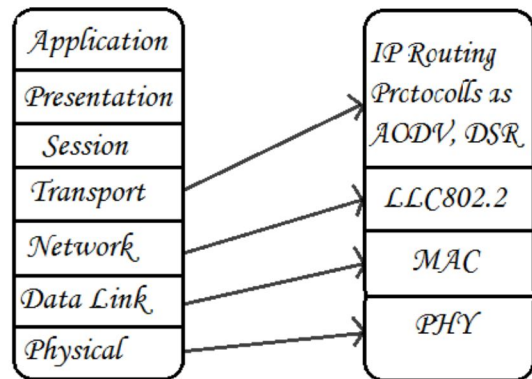 Application
Presentation
Session
Transport
Network
Data Link
Physical
IP Routing
Prctocolls as
AODV, DSR
LLC802.2
MAC
PHY